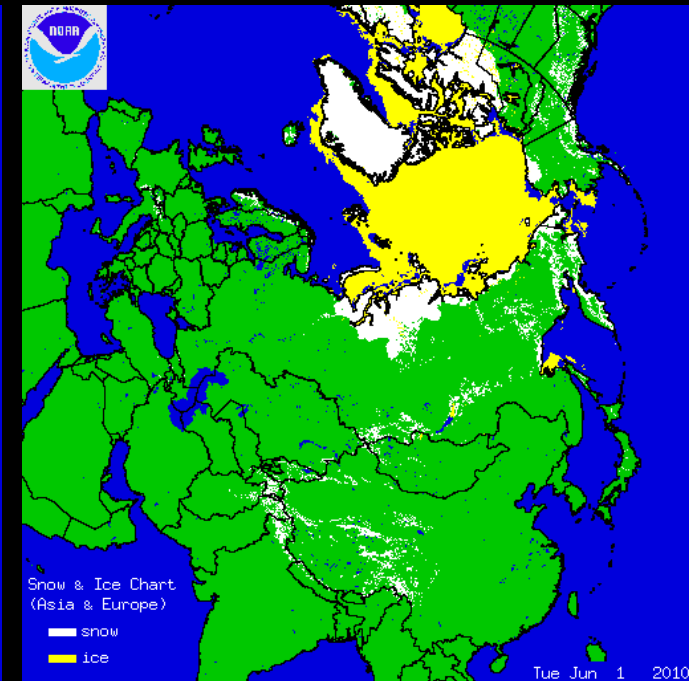 NOAA
Snow & Ice Chart
(Asia & Europe)
snow
ice
Tue Jun 1 2010